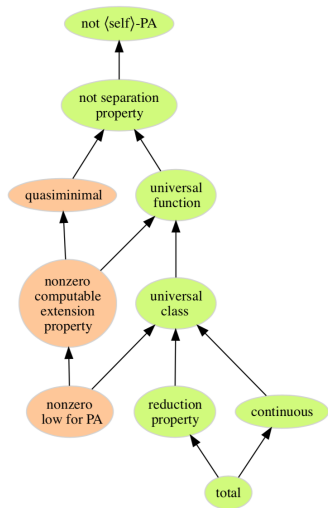 not ⟨self⟩-PA
not separation
property
quasiminimal
universal
function
nonzero
computable
extension
property
universal
class
nonzero
low for PA
reduction
property
continuous
total